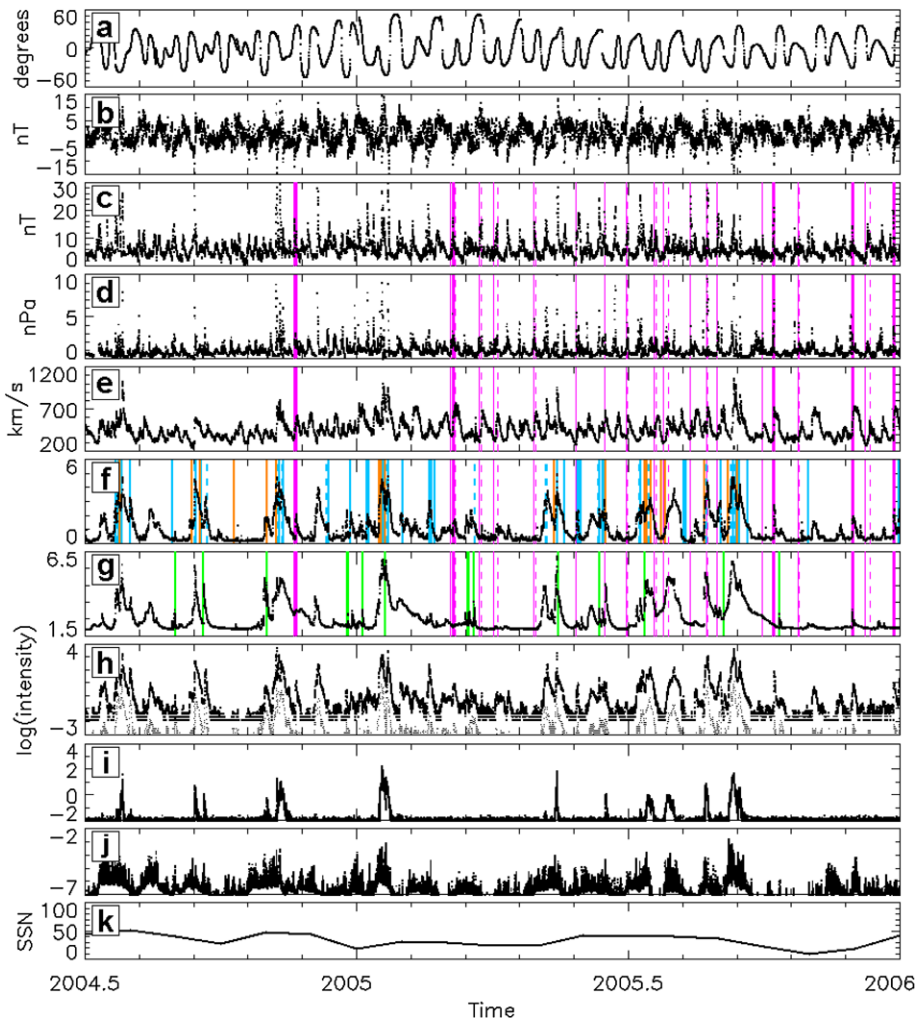 a
degrees
60
0
−60
b
nT
15
5
−5
−15
c
nT
30
20
10
0
d
nPa
10
5
0
e
km/s
1200
700
200
f
6
0
g
6.5
1.5
log(intensity)
h
4
−3
i
4
2
0
−2
j
−2
−7
k
SSN
100
50
0
2004.5 2005 2005.5 2006
Time